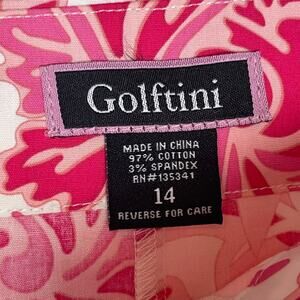 Golftini
MADE IN CHINA
97% COTTON
3% SPANDEX
RN#135341
14
REVERSE FOR CARE